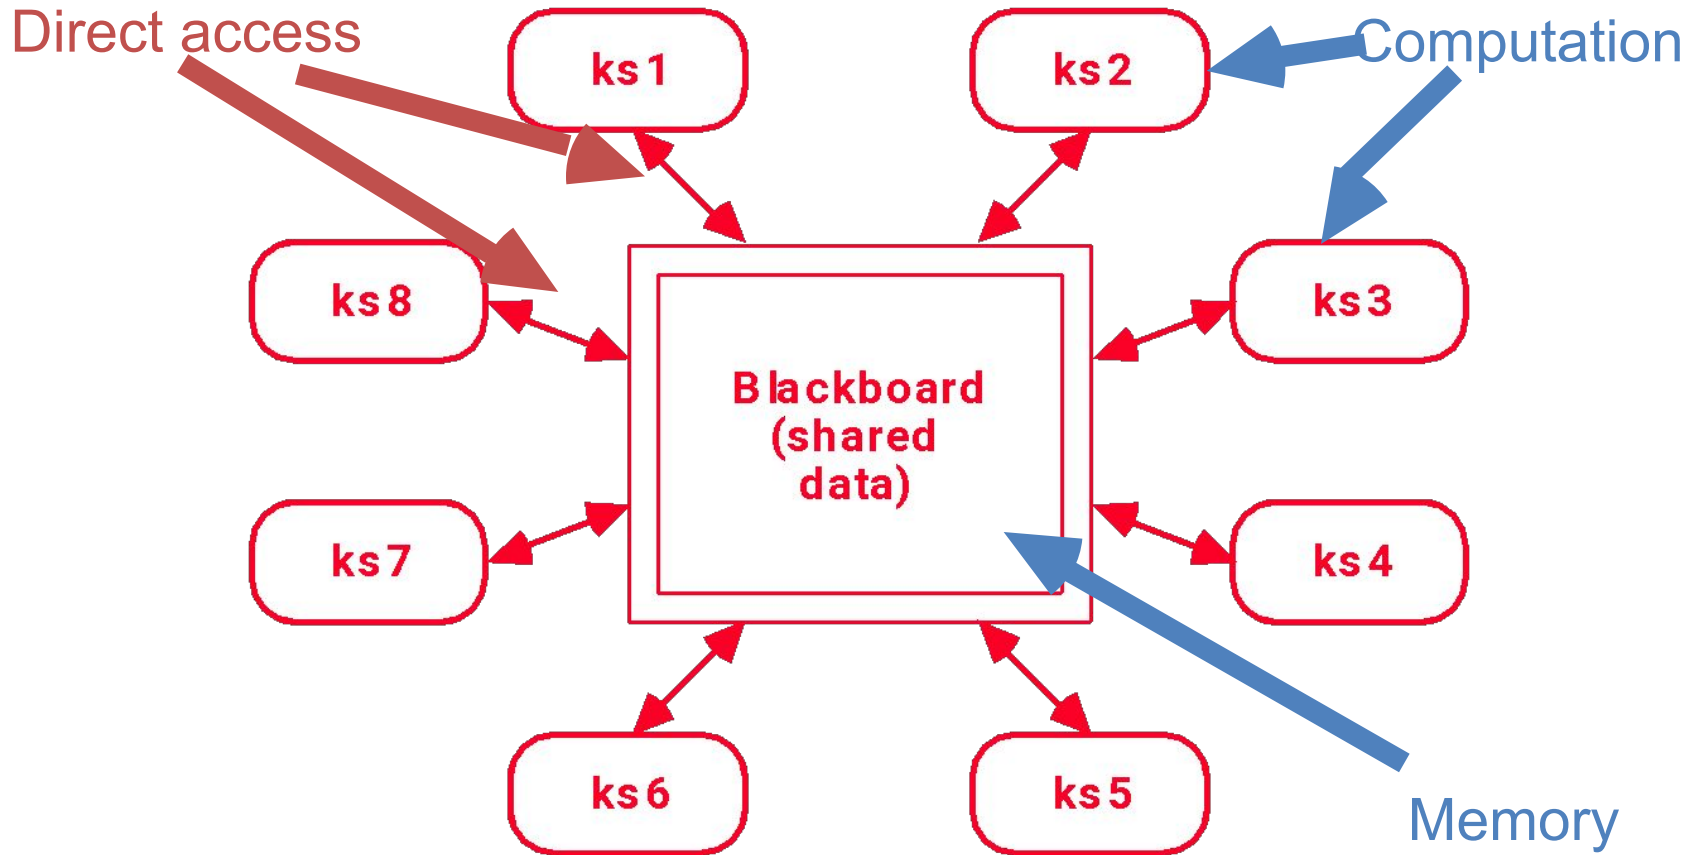 Direct access
ks1
ks2
Computation
ks8
ks3
Blackboard
(shared
data)
ks7
ks4
ks6
ks5
Memory